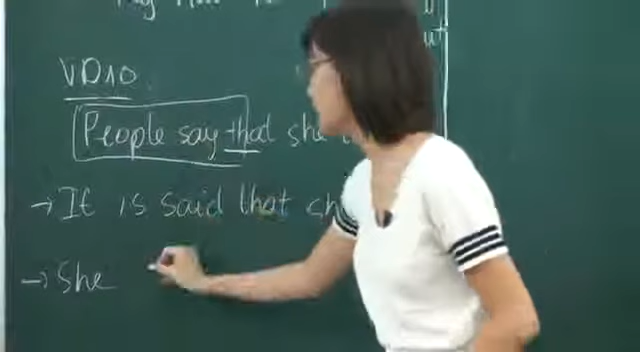 VD10.
People say that she
→ It is said that sh
→ She